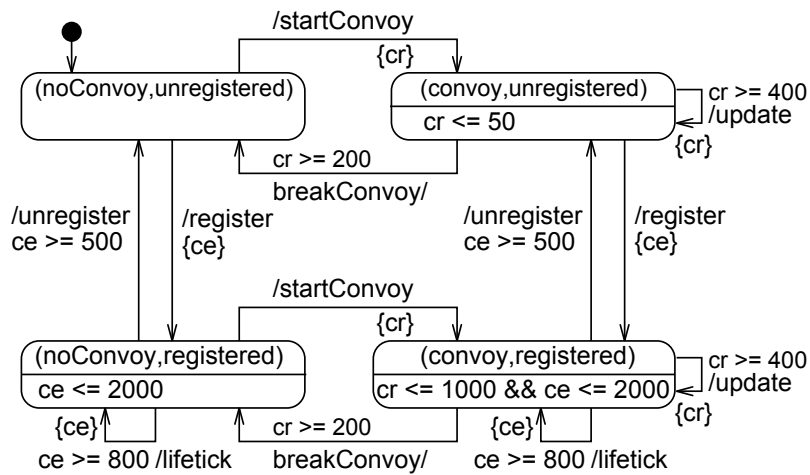 /startConvoy
{cr}
(noConvoy,unregistered)
(convoy,unregistered)
cr <= 50
cr >= 400
/update
{cr}
cr >= 200
breakConvoy/
/unregister
ce >= 500
/register
{ce}
/unregister
ce >= 500
/register
{ce}
/startConvoy
{cr}
(noConvoy,registered)
ce <= 2000
(convoy,registered)
cr <= 1000 && ce <= 2000
cr >= 400
/update
{cr}
{ce}
ce >= 800 /lifetick
cr >= 200
breakConvoy/
{ce}
ce >= 800 /lifetick